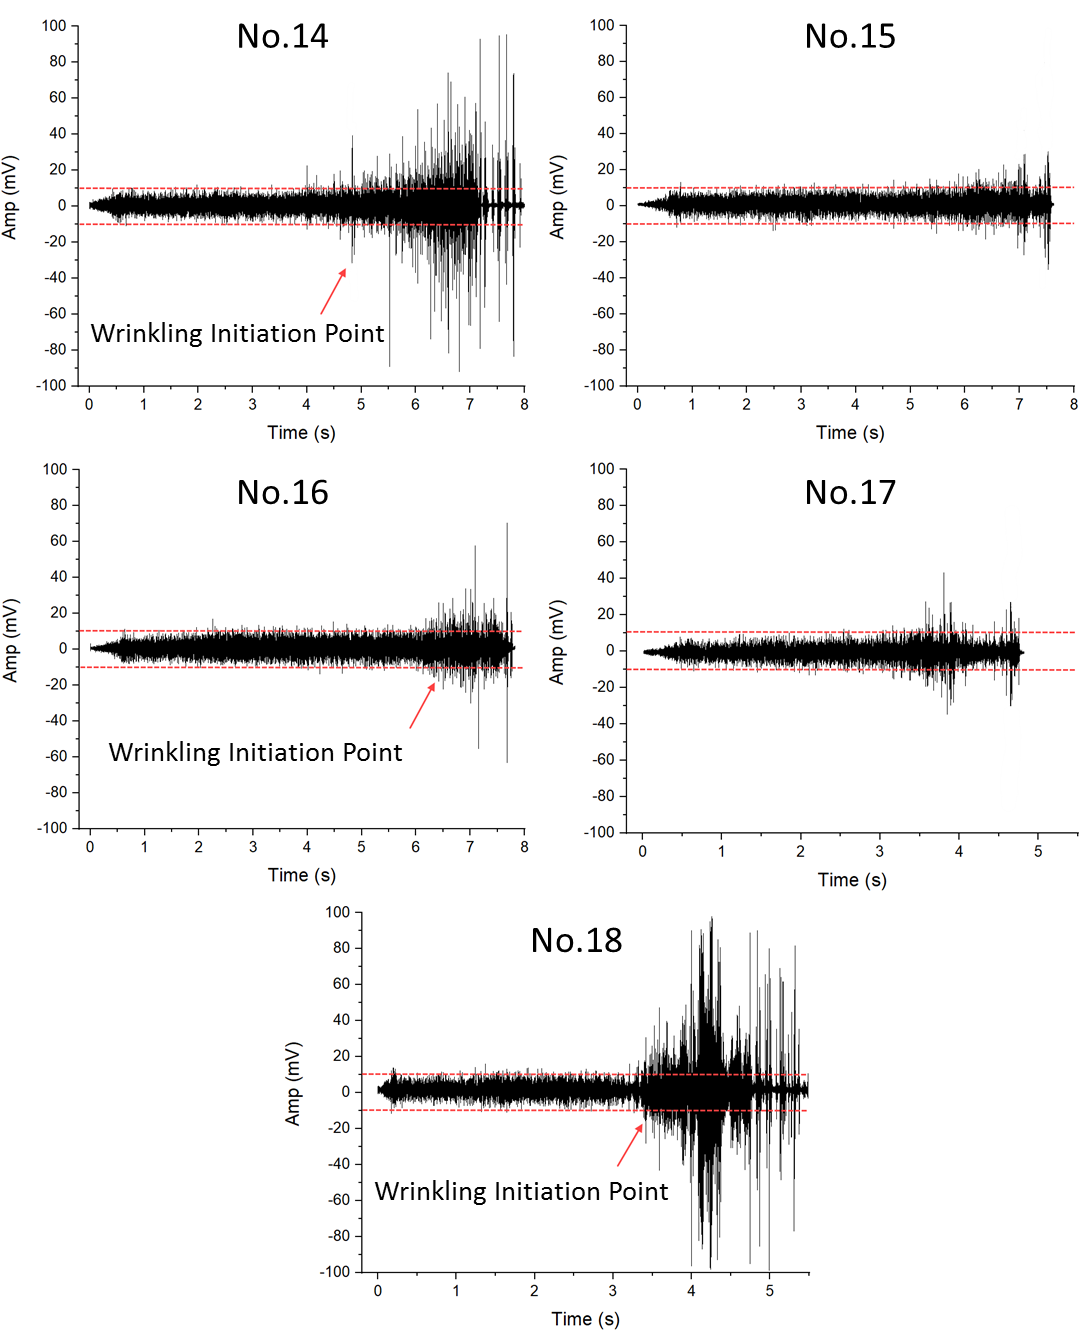 No.14
100
80
60
40
20
0
-20
-40
-60
-80
-100
Amp (mV)
Wrinkling Initiation Point
0 1 2 3 4 5 6 7 8
Time (s)
No.15
100
80
60
40
20
0
-20
-40
-60
-80
-100
Amp (mV)
0 1 2 3 4 5 6 7 8
Time (s)
No.16
100
80
60
40
20
0
-20
-40
-60
-80
-100
Amp (mV)
Wrinkling Initiation Point
0 1 2 3 4 5 6 7 8
Time (s)
No.17
100
80
60
40
20
0
-20
-40
-60
-80
-100
Amp (mV)
0 1 2 3 4 5
Time (s)
No.18
100
80
60
40
20
0
-20
-40
-60
-80
-100
Amp (mV)
Wrinkling Initiation Point
0 1 2 3 4 5
Time (s)